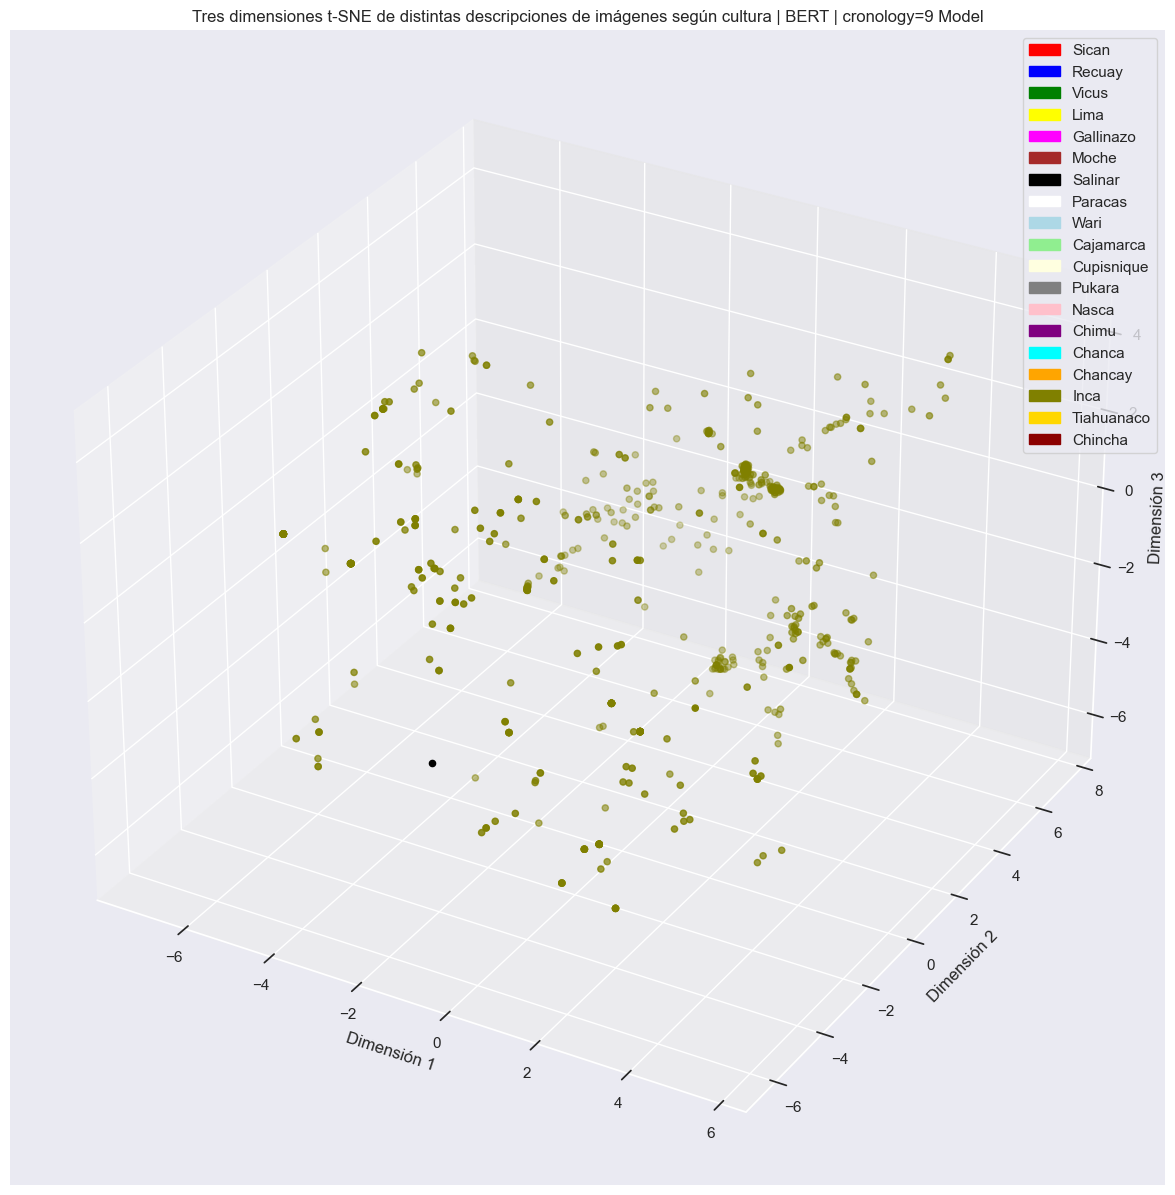 Tres dimensiones t-SNE de distintas descripciones de imágenes según cultura | BERT | cronology=9 Model
Sican
Recuay
Vicus
Lima
Gallinazo
Moche
Salinar
Paracas
Wari
Cajamarca
Cupisnique
Pukara
Nasca
Chimu
Chanca
Chancay
Inca
Tiahuanaco
Chincha
4
2
0
−2
−4
−6
Dimensión 3
8
6
4
2
0
−2
−4
−6
Dimensión 2
−6
−4
−2
0
2
4
6
Dimensión 1